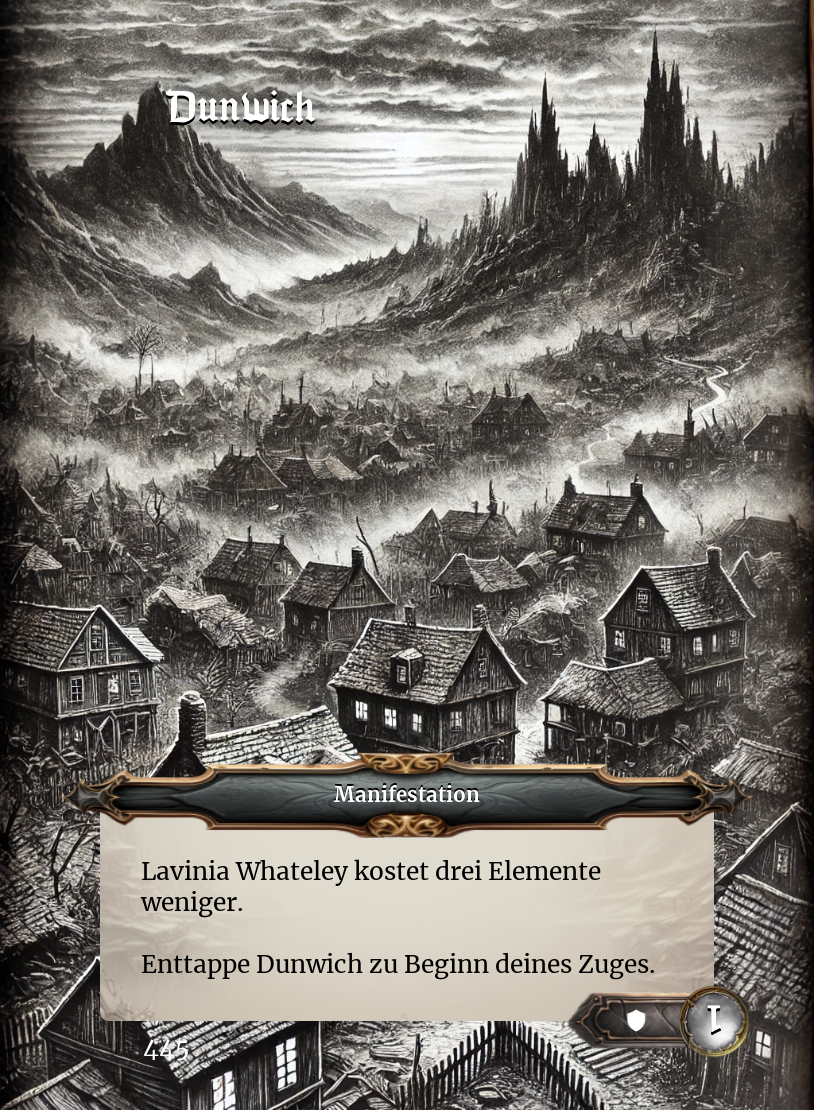 Dunwich
Manifestation
Lavinia Whateley kostet drei Elemente
weniger.
Enttappe Dunwich zu Beginn deines Zuges.
445